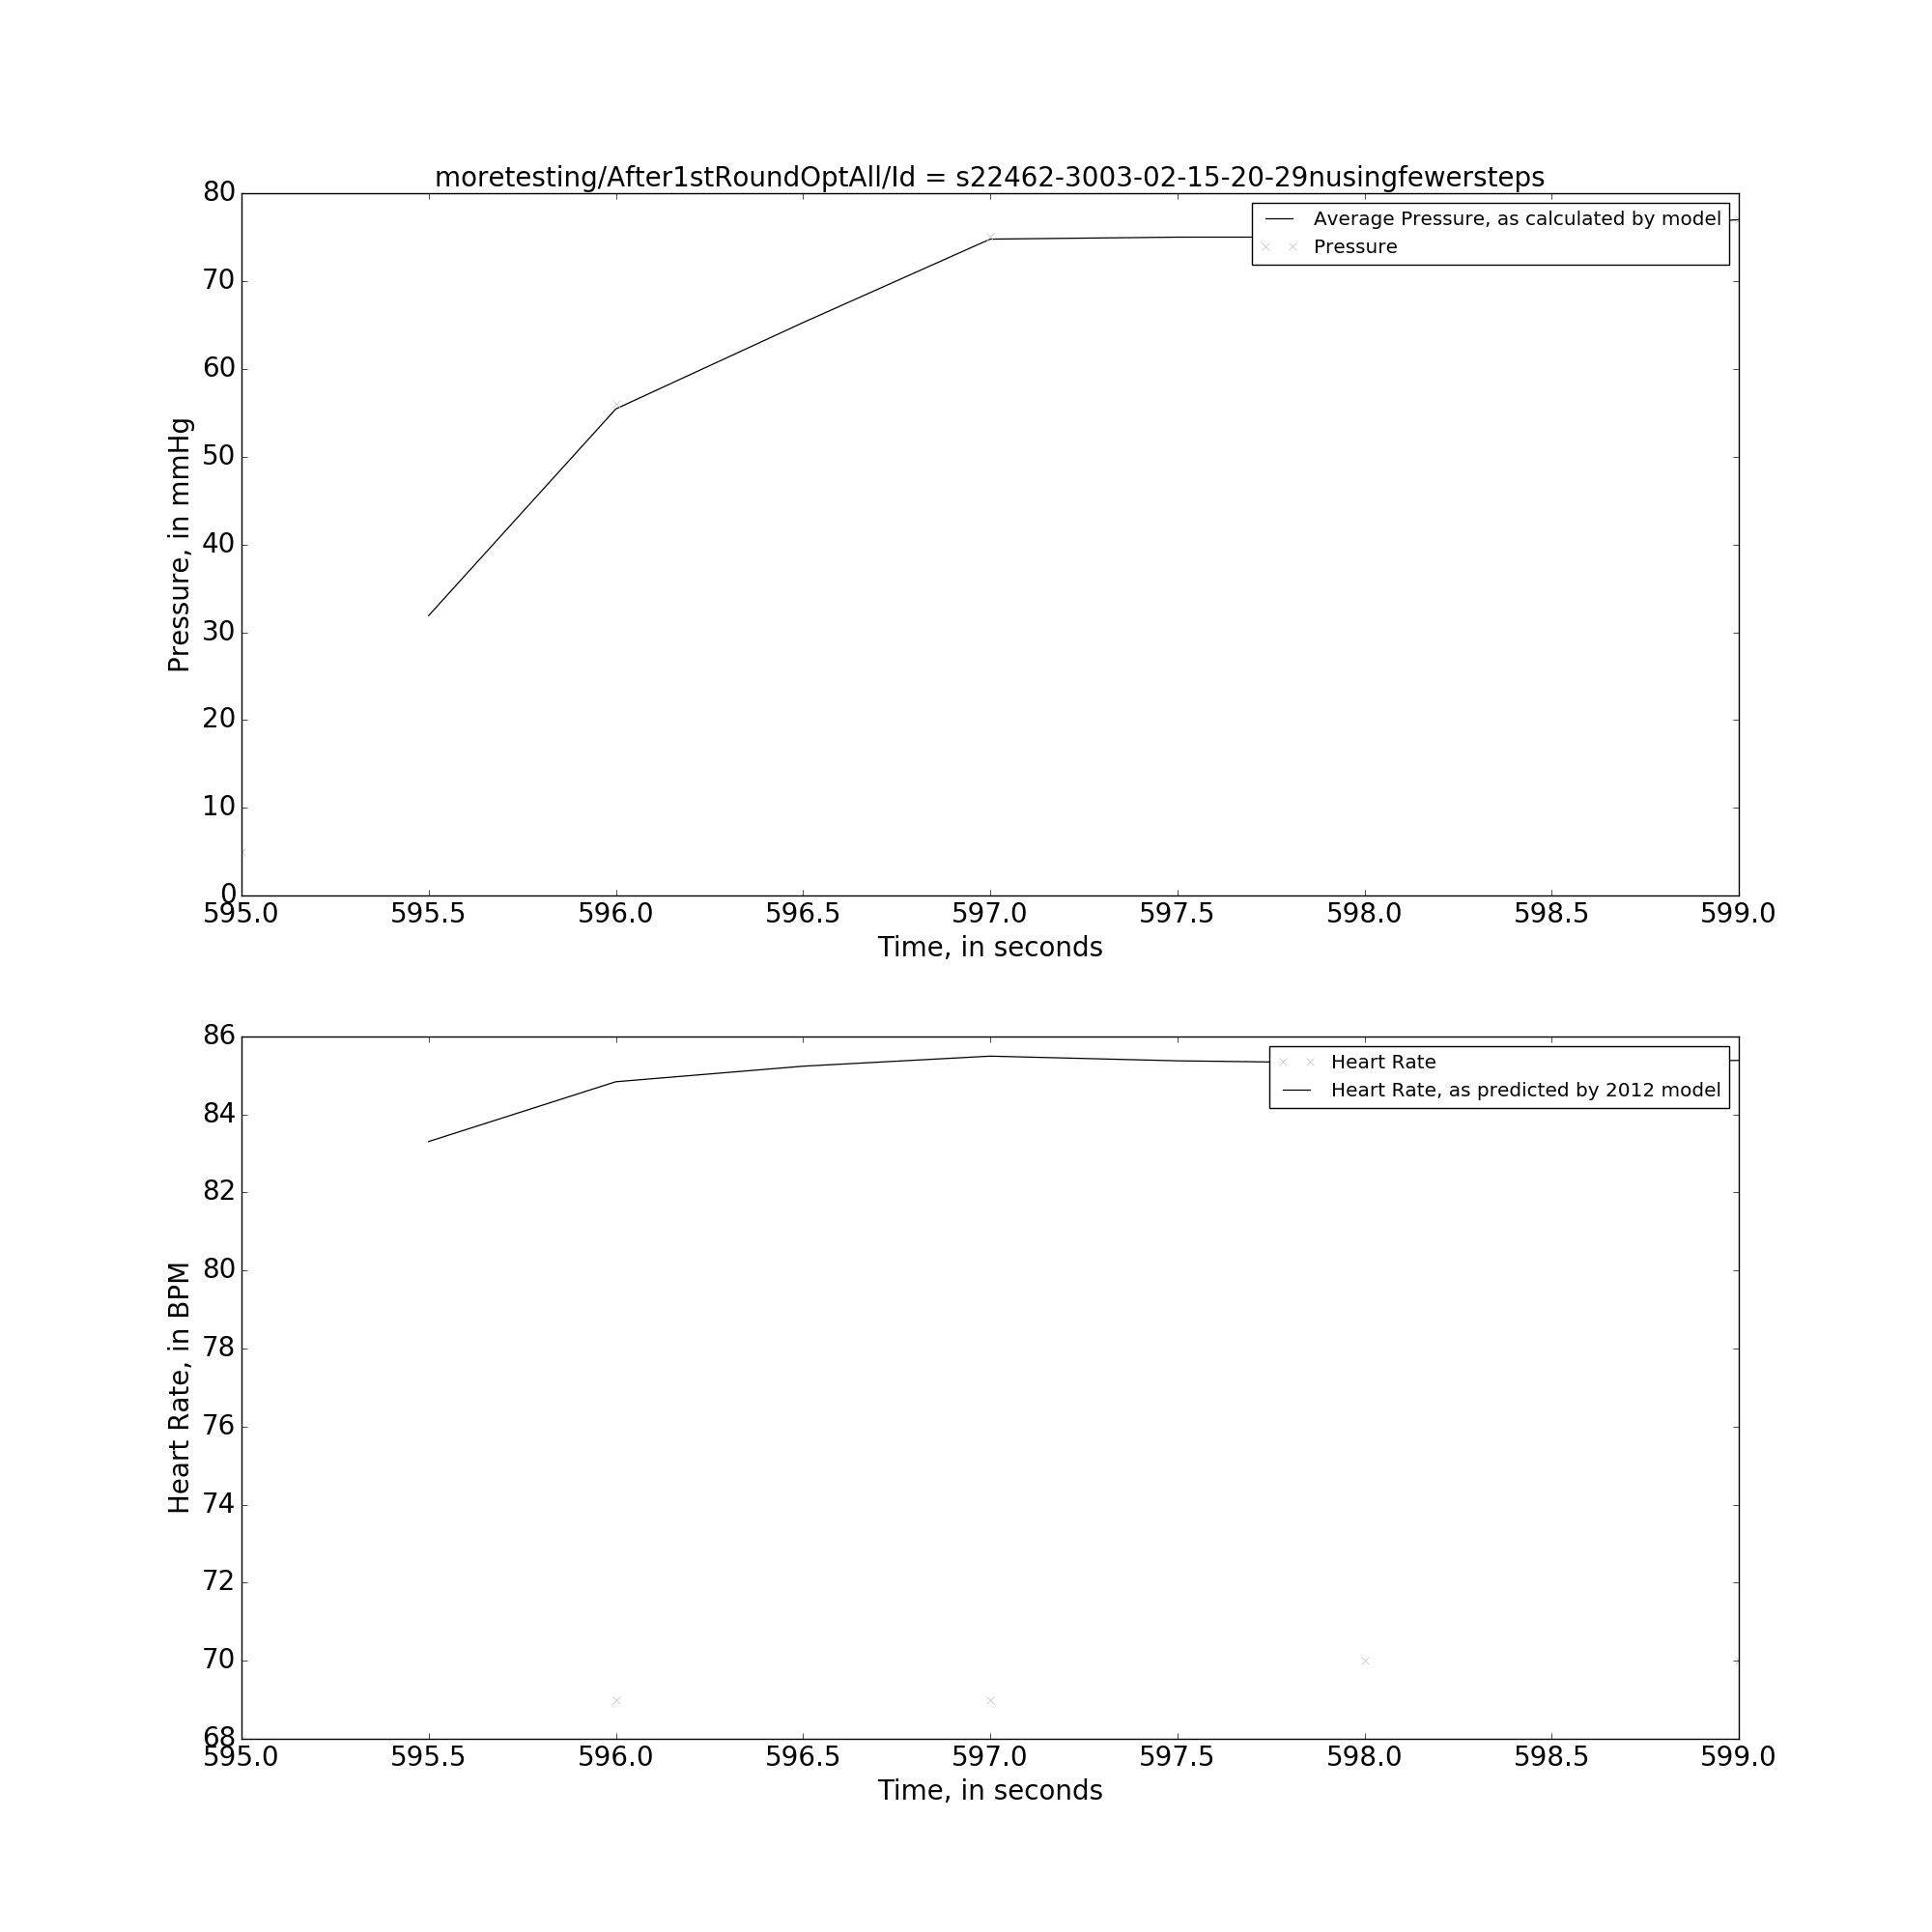 moretesting/After1stRoundOptAll/Id = s22462-3003-02-15-20-29nusingfewersteps
80
70
60
50
40
30
20
10
0
Pressure, in mmHg
Average Pressure, as calculated by model
Pressure
595.0 595.5 596.0 596.5 597.0 597.5 598.0 598.5 599.0
Time, in seconds
86
84
82
80
78
76
74
72
70
68
Heart Rate, in BPM
Heart Rate
Heart Rate, as predicted by 2012 model
595.0 595.5 596.0 596.5 597.0 597.5 598.0 598.5 599.0
Time, in seconds